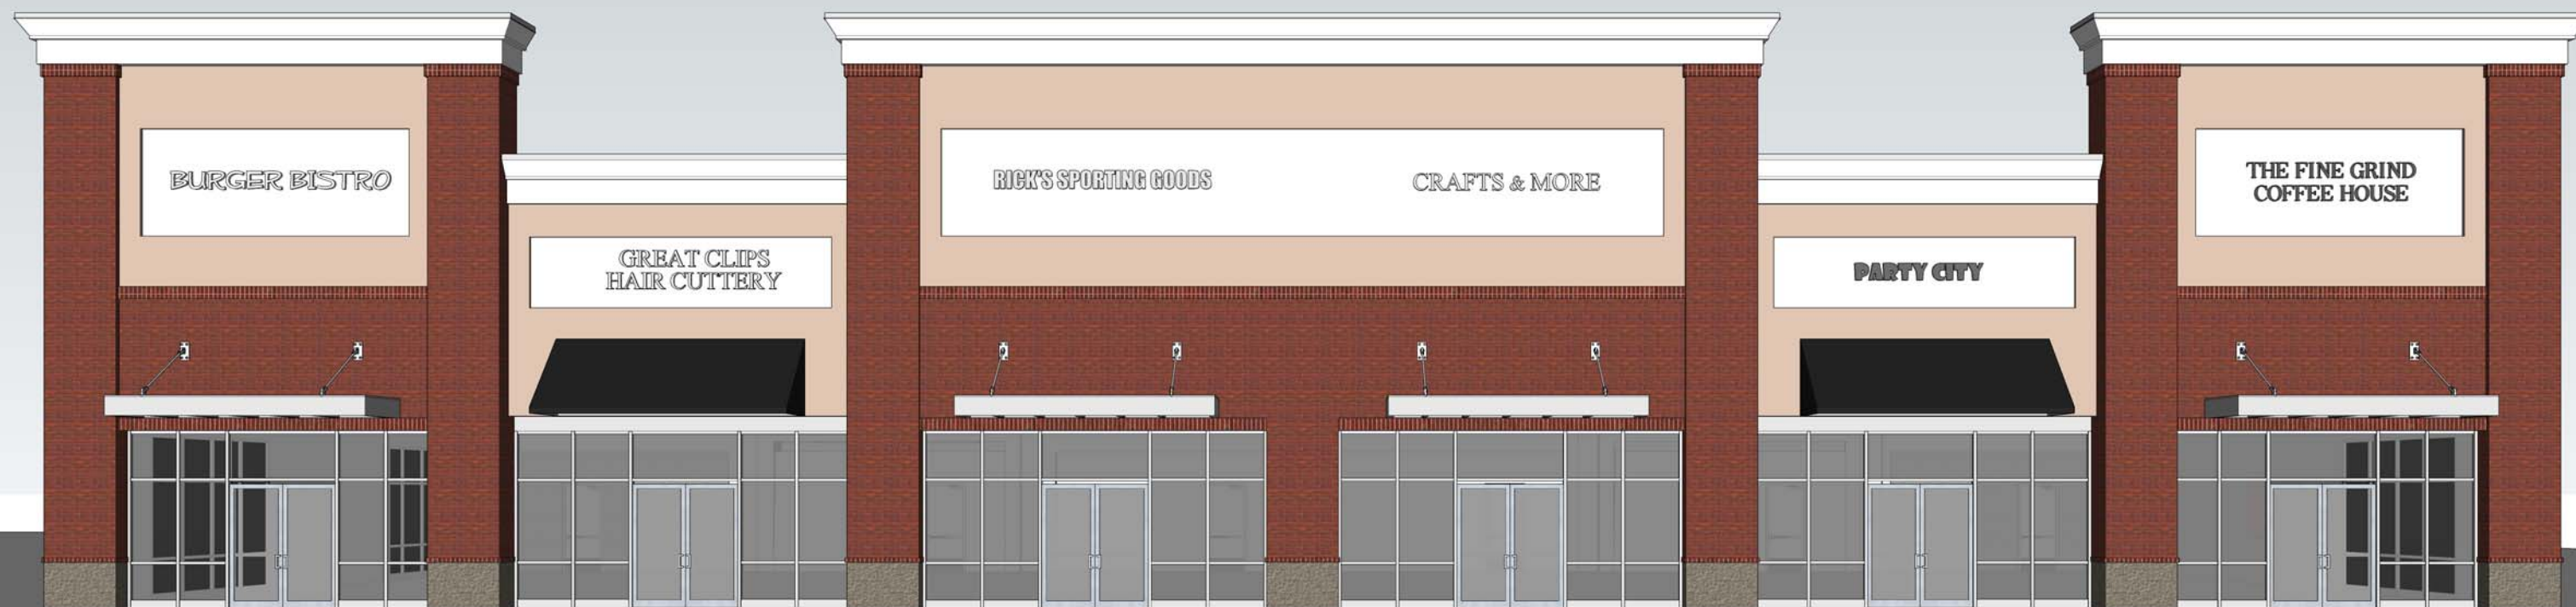 BURGER BISTRO
GREAT CLIPS
HAIR CUTTERY
RICK'S SPORTING GOODS
CRAFTS & MORE
PARTY CITY
THE FINE GRIND
COFFEE HOUSE